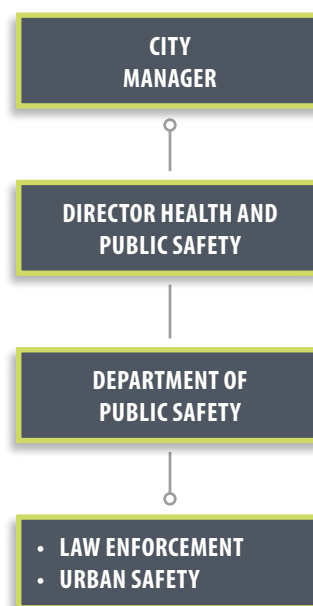 CITY
MANAGER
DIRECTOR HEALTH AND
PUBLIC SAFETY
DEPARTMENT OF
PUBLIC SAFETY
• LAW ENFORCEMENT
• URBAN SAFETY